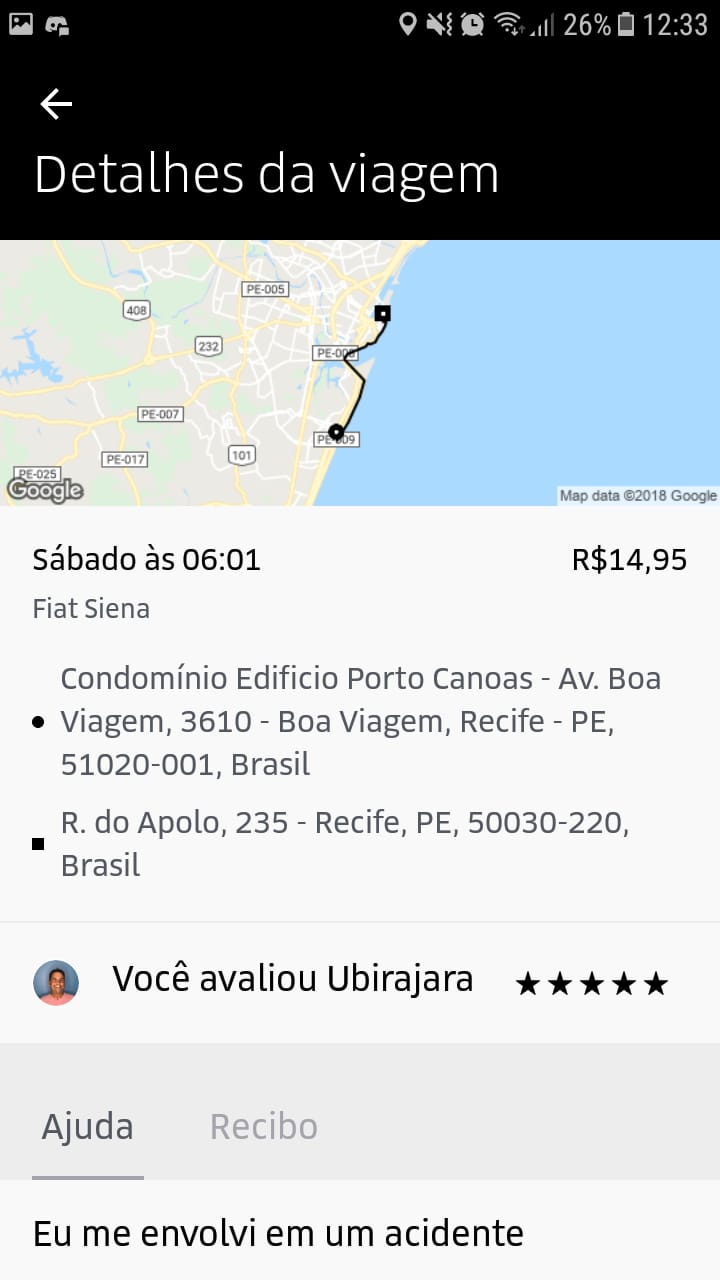 26% 12:33
Detalhes da viagem
PE-005
408
232
PE-008
PE-007
PE-009
101
PE-017
PE-025
Google
Map data ©2018 Google
Sábado às 06:01
R$14,95
Fiat Siena
Condomínio Edificio Porto Canoas - Av. Boa
Viagem, 3610 - Boa Viagem, Recife - PE,
51020-001, Brasil
R. do Apolo, 235 - Recife, PE, 50030-220,
Brasil
Você avaliou Ubirajara ★★★★★
Ajuda
Recibo
Eu me envolvi em um acidente